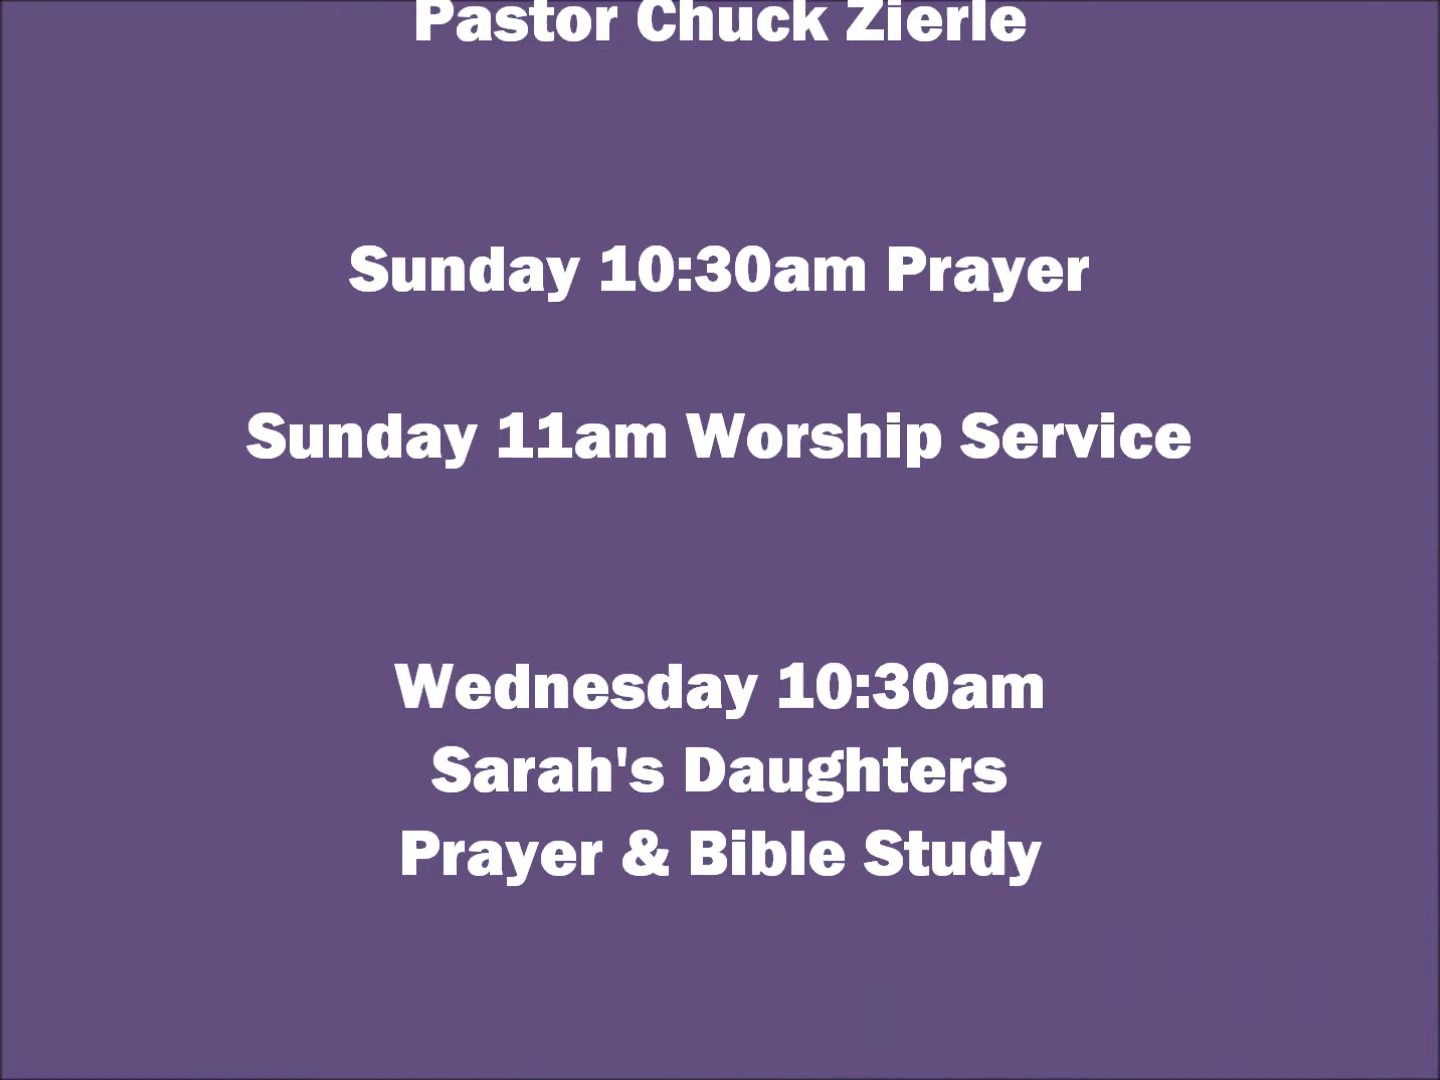 Pastor Chuck Zierle
Sunday 10:30am Prayer
Sunday 11am Worship Service
Wednesday 10:30am
Sarah's Daughters
Prayer & Bible Study